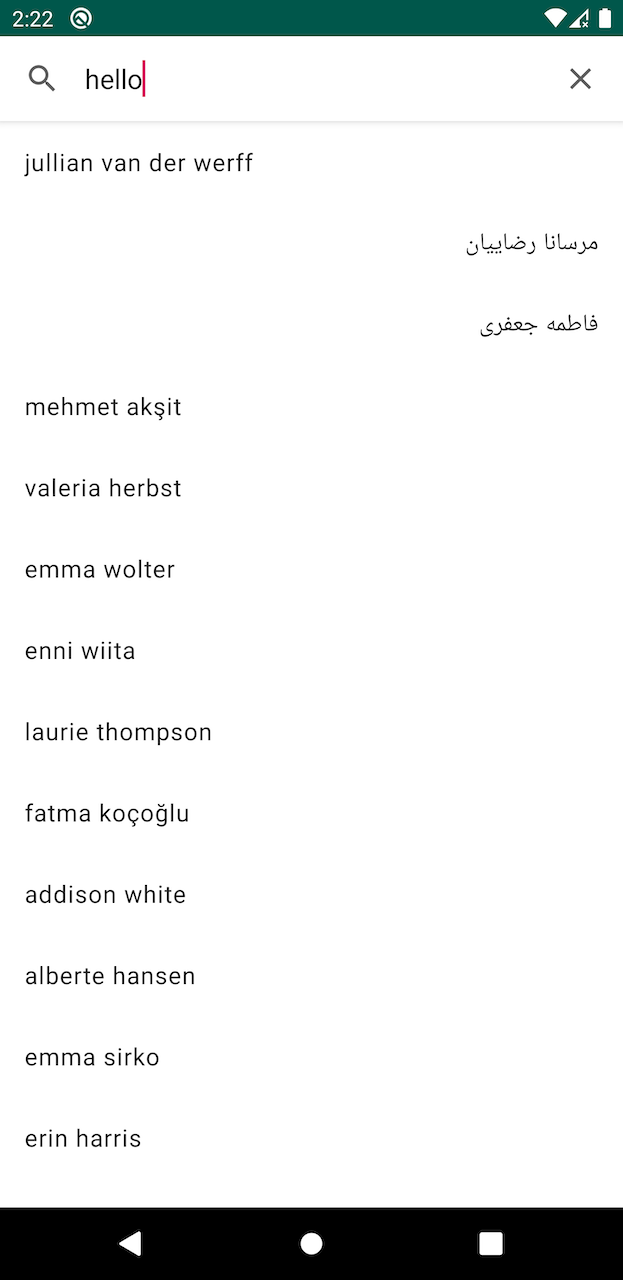 2:22
hello
jullian van der werff
مرسانا رضاییان
فاطمه جعفری
mehmet akşit
valeria herbst
emma wolter
enni wiita
laurie thompson
fatma koçoğlu
addison white
alberte hansen
emma sirko
erin harris